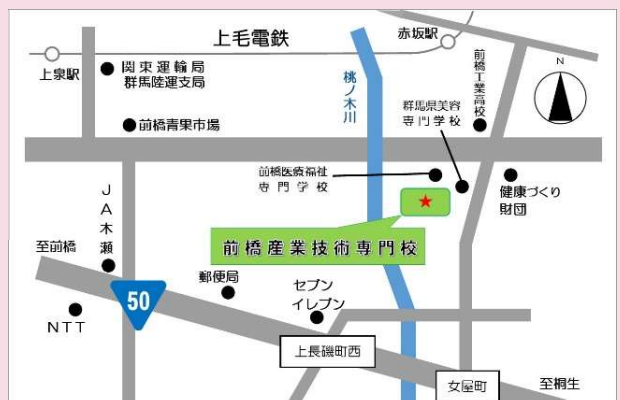 上毛電鉄
赤坂駅
上泉駅
関東運輸局
群馬陸運支局
前橋青果市場
桃ノ木川
群馬県美容
専門学校
前橋工業高校
N
前橋医療福祉
専門学校
健康づくり
財団
JA木瀬
至前橋
前橋産業技術専門校
50
郵便局
セブン
イレブン
NTT
上長磯町西
女屋町
至桐生